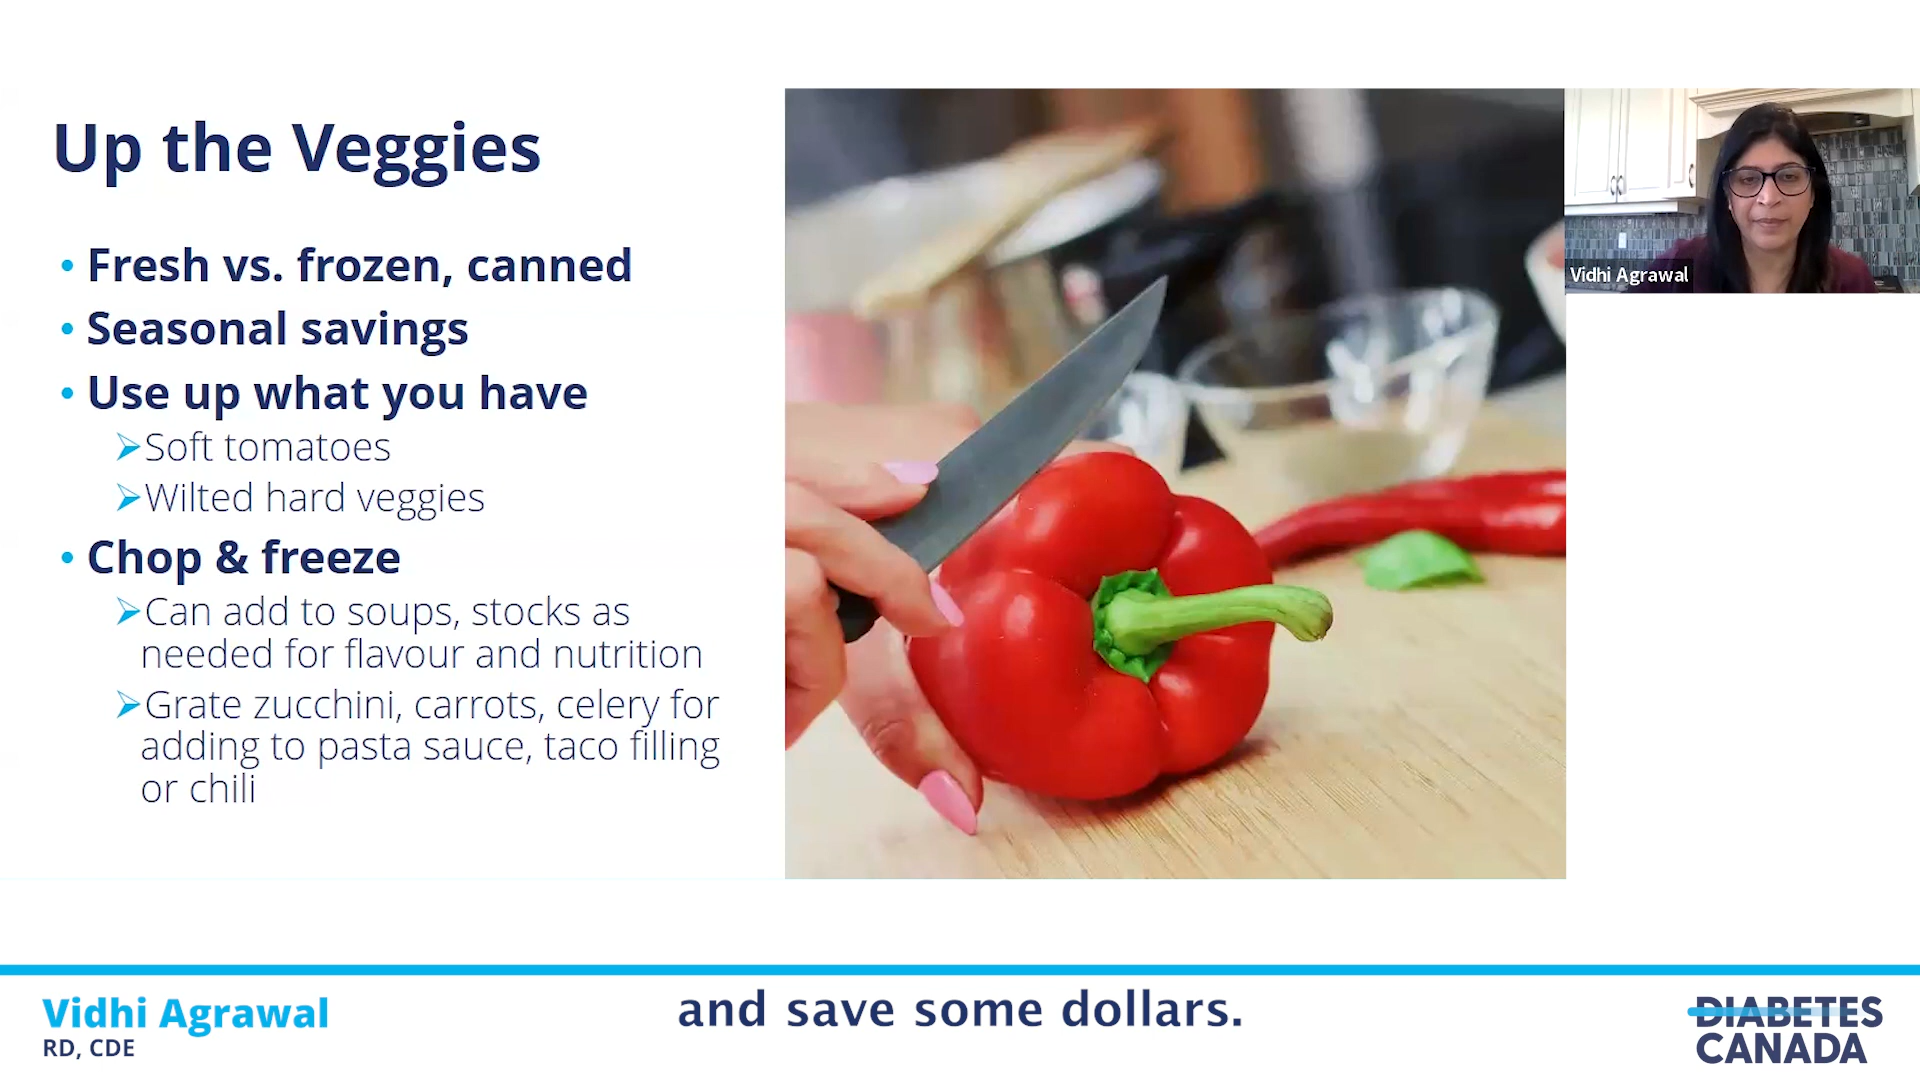 Up the Veggies
• Fresh vs. frozen, canned
• Seasonal savings
• Use up what you have
➢Soft tomatoes
➢Wilted hard veggies
• Chop & freeze
➢Can add to soups, stocks as
needed for flavour and nutrition
➢Grate zucchini, carrots, celery for
adding to pasta sauce, taco filling
or chili
Vidhi Agrawal
Vidhi Agrawal
RD, CDE
and save some dollars.
DIABETES
CANADA